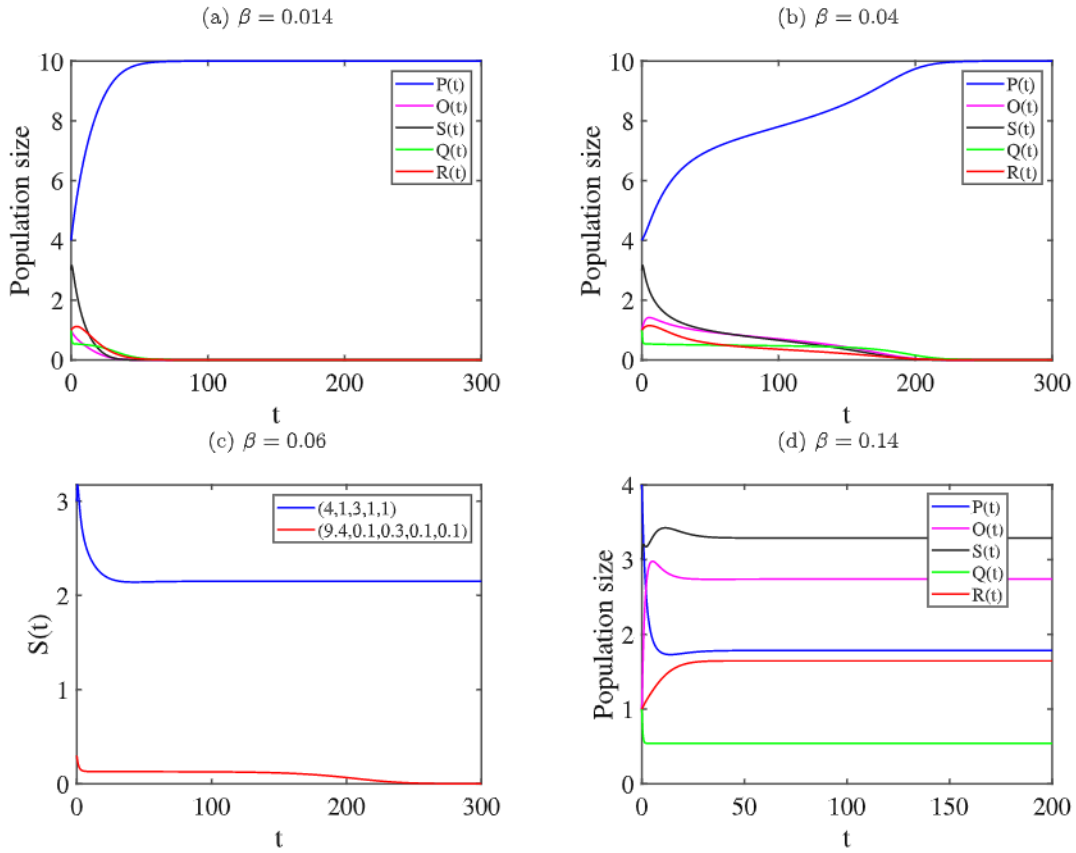 (a) β = 0.014
Population size
10
8
6
4
2
0
P(t)
O(t)
S(t)
Q(t)
R(t)
0 100 200 300
t
(b) β = 0.04
Population size
10
8
6
4
2
0
P(t)
O(t)
S(t)
Q(t)
R(t)
0 100 200 300
t
(c) β = 0.06
S(t)
3
2
1
0
(4,1,3,1,1)
(9.4,0.1,0.3,0.1,0.1)
0 100 200 300
t
(d) β = 0.14
Population size
4
3
2
1
0
P(t)
O(t)
S(t)
Q(t)
R(t)
0 50 100 150 200
t